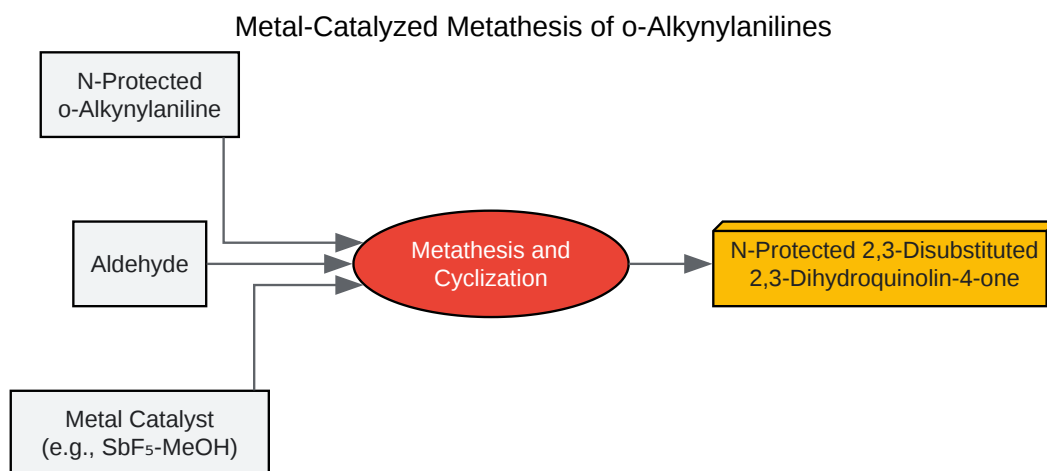 Metal-Catalyzed Metathesis of o-Alkynylanilines
N-Protected
o-Alkynylaniline
Aldehyde
Metal Catalyst
(e.g., SbF₅-MeOH)
Metathesis and
Cyclization
N-Protected 2,3-Disubstituted
2,3-Dihydroquinolin-4-one